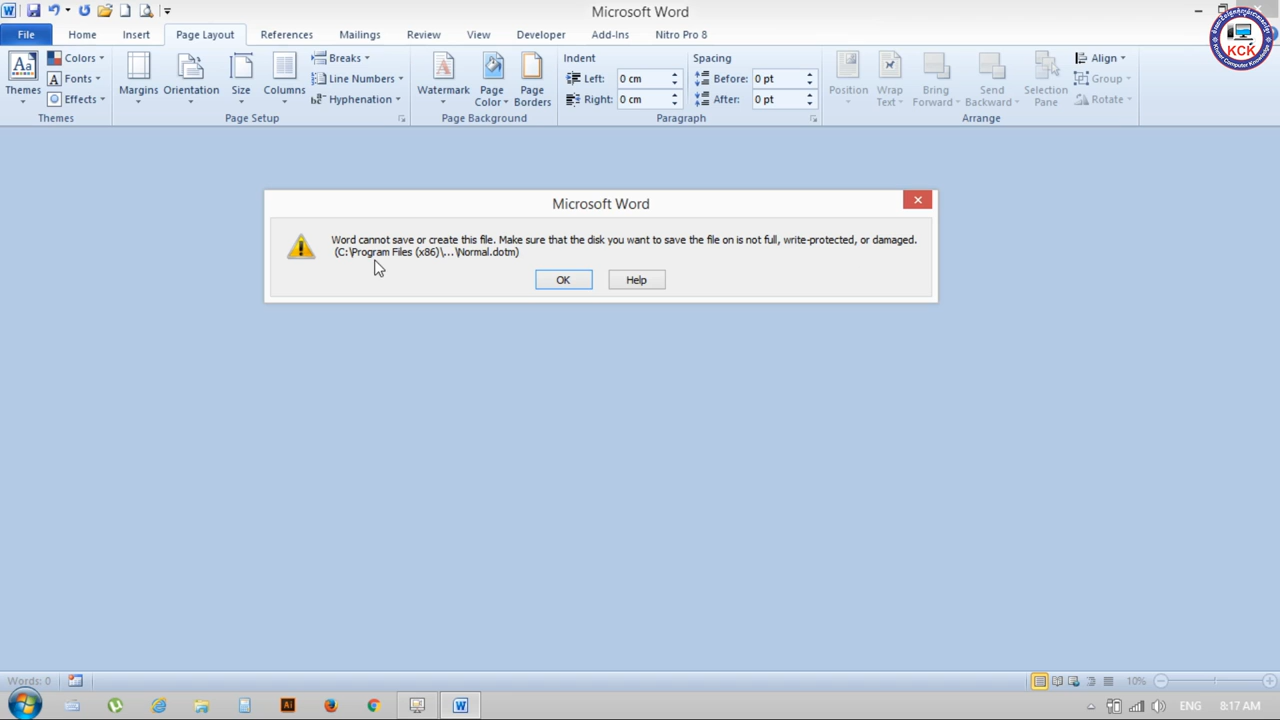 Microsoft Word
File Home Insert Page Layout References Mailings Review View Developer Add-Ins Nitro Pro 8
Themes
Colors
Fonts
Effects
Themes
Margins
Orientation
Size
Columns
Breaks
Line Numbers
Hyphenation
Page Setup
Watermark
Page Color
Page Borders
Page Background
Indent
Left: 0 cm
Right: 0 cm
Spacing
Before: 0 pt
After: 0 pt
Paragraph
Position
Wrap Text
Bring Forward
Send Backward
Selection Pane
Align
Group
Rotate
Arrange
KCK
Microsoft Word
Word cannot save or create this file. Make sure that the disk you want to save the file on is not full, write-protected, or damaged.
(C:\Program Files (x86)\...\Normal.dotm)
OK Help
Words: 0
10%
ENG 8:17 AM